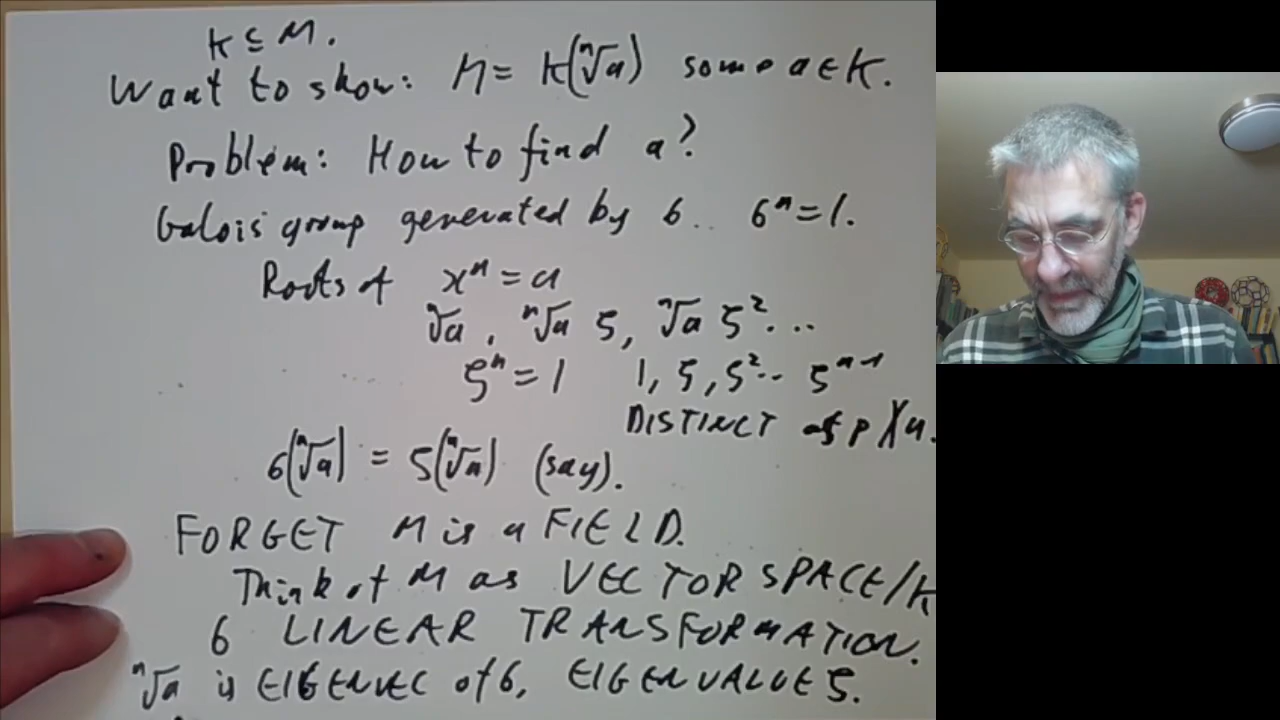 K ⊆ M.
Want to show: M = K(ⁿ√a) some a ∈ K.
Problem: How to find a?
Galois group generated by σ.. σⁿ = 1.
Roots of xⁿ = a
ⁿ√a, ⁿ√a ζ, ⁿ√a ζ² ...
ζⁿ = 1 1, ζ, ζ² ·· ζⁿ⁻¹
DISTINCT as p ∤ n.
σ(ⁿ√a) = ζ(ⁿ√a) (say).
FORGET M is a FIELD.
Think of M as VECTOR SPACE/K
σ LINEAR TRANSFORMATION.
ⁿ√a is EIGENVEC of σ, EIGENVALUE ζ.